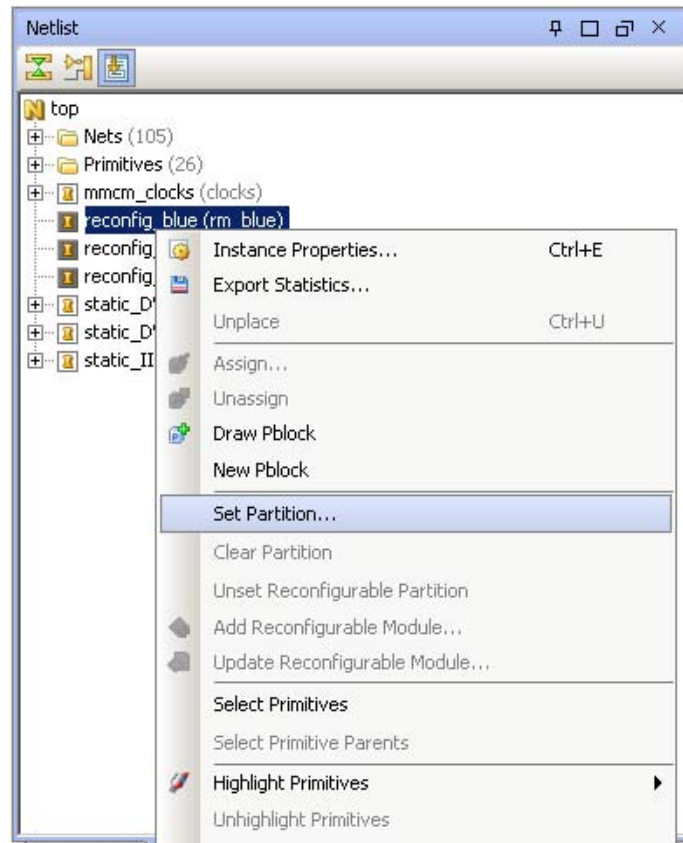 Netlist
top
Nets (105)
Primitives (26)
mmcm_clocks (clocks)
reconfig_blue (rm_blue)
reconfig_
reconfig_
static_D
static_D
static_II
Instance Properties... Ctrl+E
Export Statistics...
Unplace Ctrl+U
Assign...
Unassign
Draw Pblock
New Pblock
Set Partition...
Clear Partition
Unset Reconfigurable Partition
Add Reconfigurable Module...
Update Reconfigurable Module...
Select Primitives
Select Primitive Parents
Highlight Primitives
Unhighlight Primitives